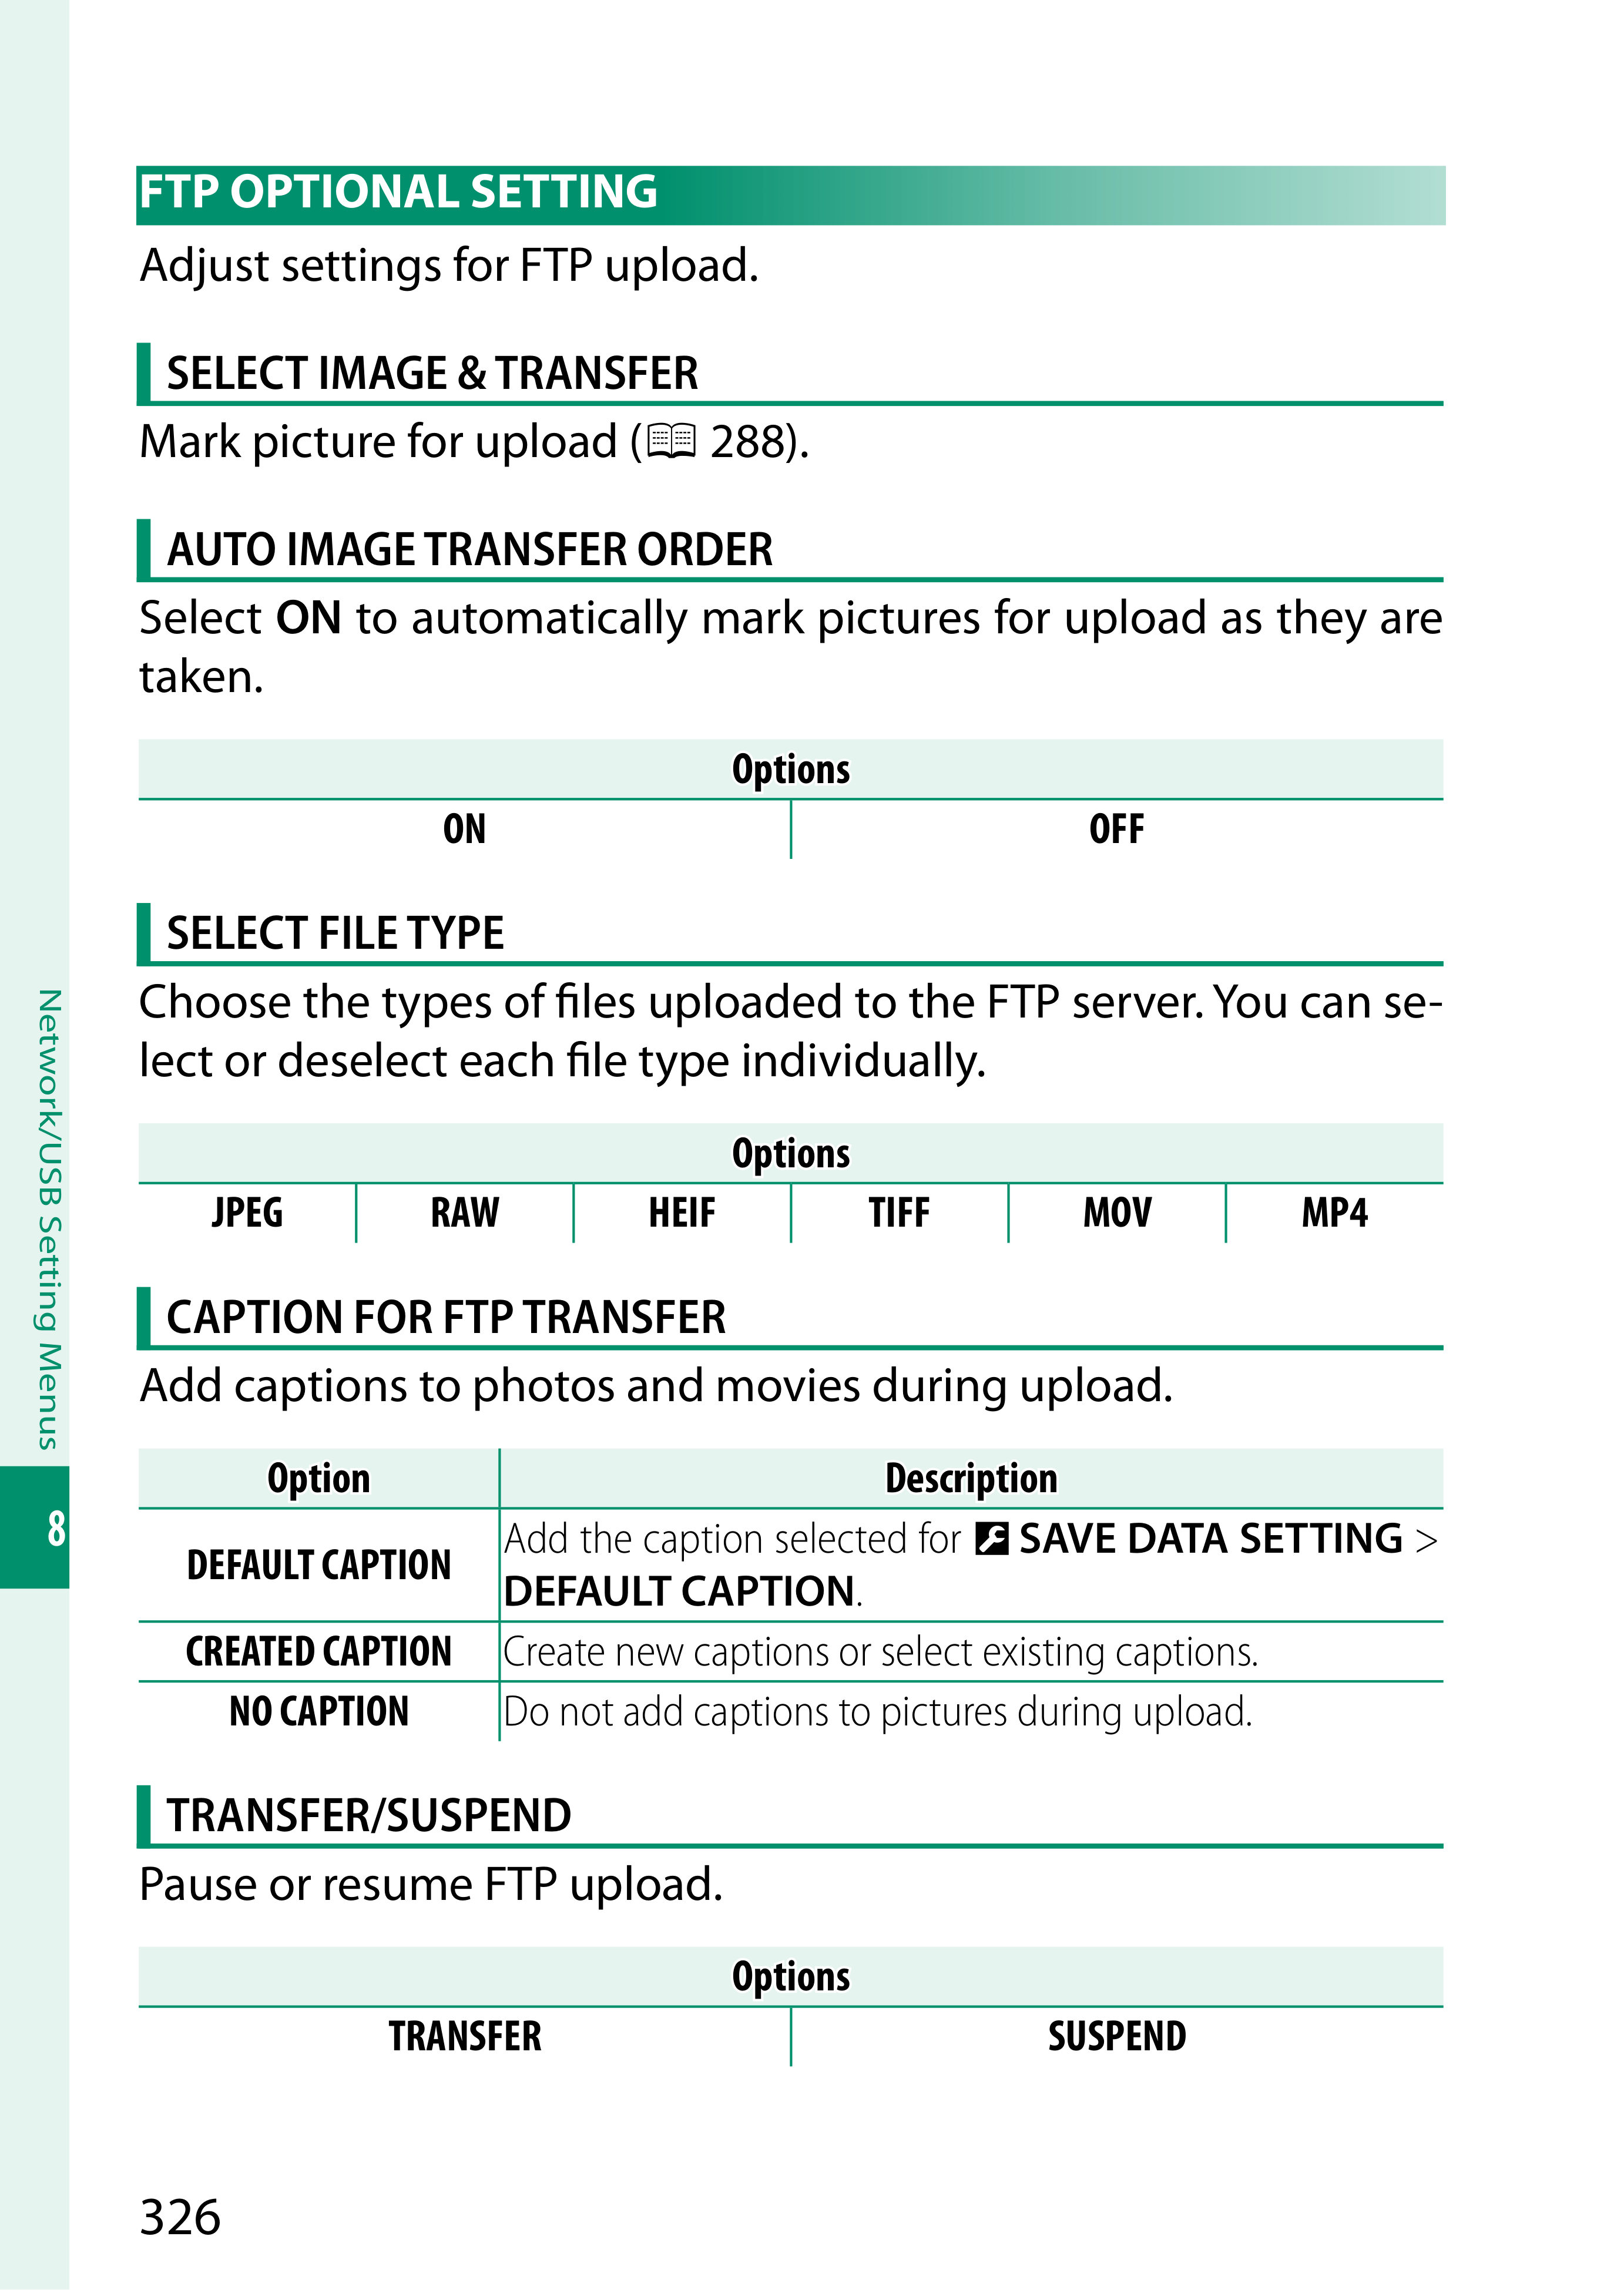 FTP OPTIONAL SETTING
Adjust settings for FTP upload.
SELECT IMAGE & TRANSFER
Mark picture for upload (📖 288).
AUTO IMAGE TRANSFER ORDER
Select ON to automatically mark pictures for upload as they are
taken.
Options
ON OFF
SELECT FILE TYPE
Choose the types of files uploaded to the FTP server. You can se-
lect or deselect each file type individually.
Options
JPEG RAW HEIF TIFF MOV MP4
CAPTION FOR FTP TRANSFER
Add captions to photos and movies during upload.
Option Description
DEFAULT CAPTION Add the caption selected for SAVE DATA SETTING >
DEFAULT CAPTION.
CREATED CAPTION Create new captions or select existing captions.
NO CAPTION Do not add captions to pictures during upload.
TRANSFER/SUSPEND
Pause or resume FTP upload.
Options
TRANSFER SUSPEND
Network/USB Setting Menus
8
326